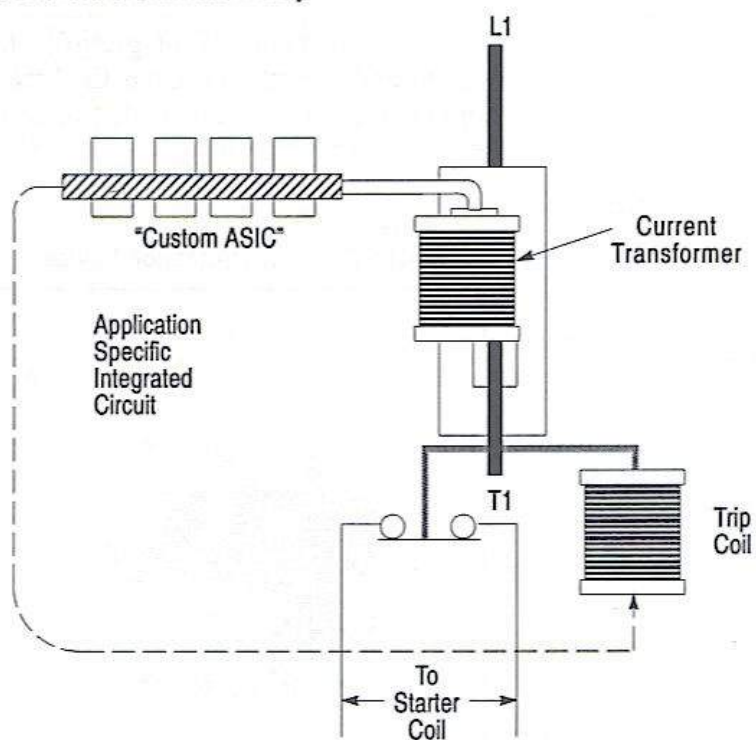 L1
"Custom ASIC"
Current
Transformer
Application
Specific
Integrated
Circuit
T1
Trip
Coil
To
Starter
Coil